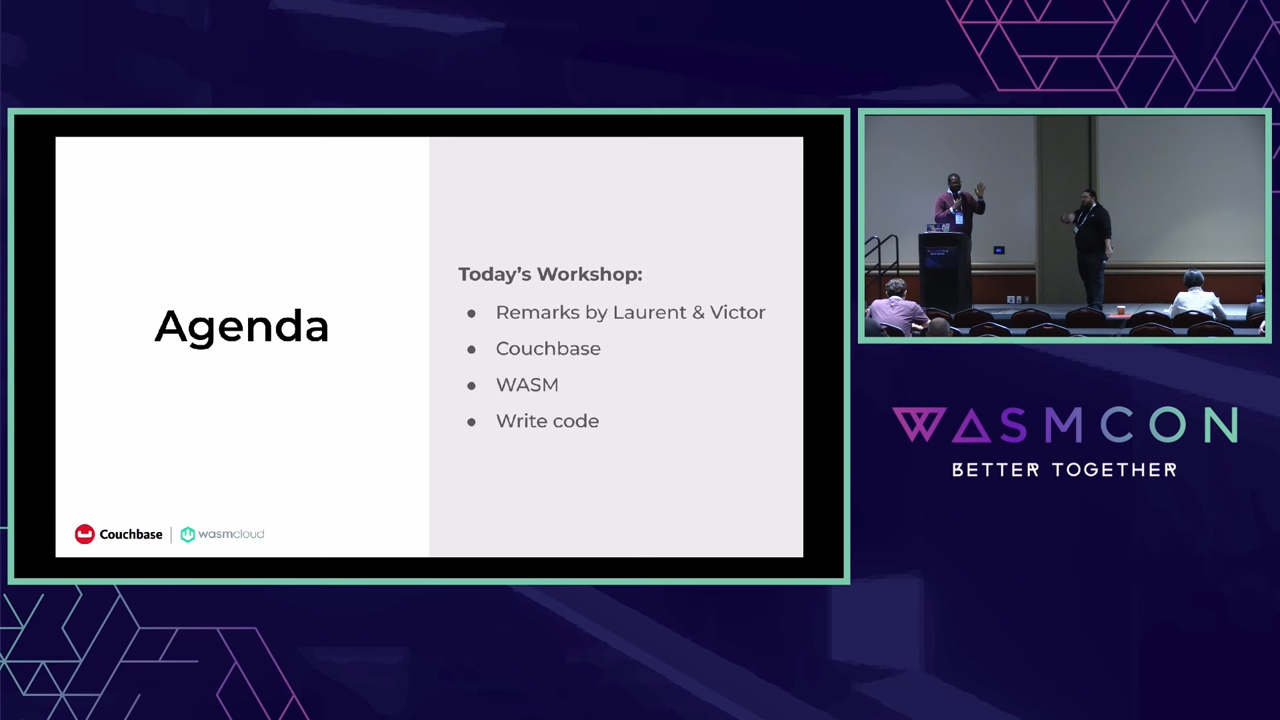 Agenda
Today's Workshop:
● Remarks by Laurent & Victor
● Couchbase
● WASM
● Write code
Couchbase | wasmcloud
WASMCON
BETTER TOGETHER